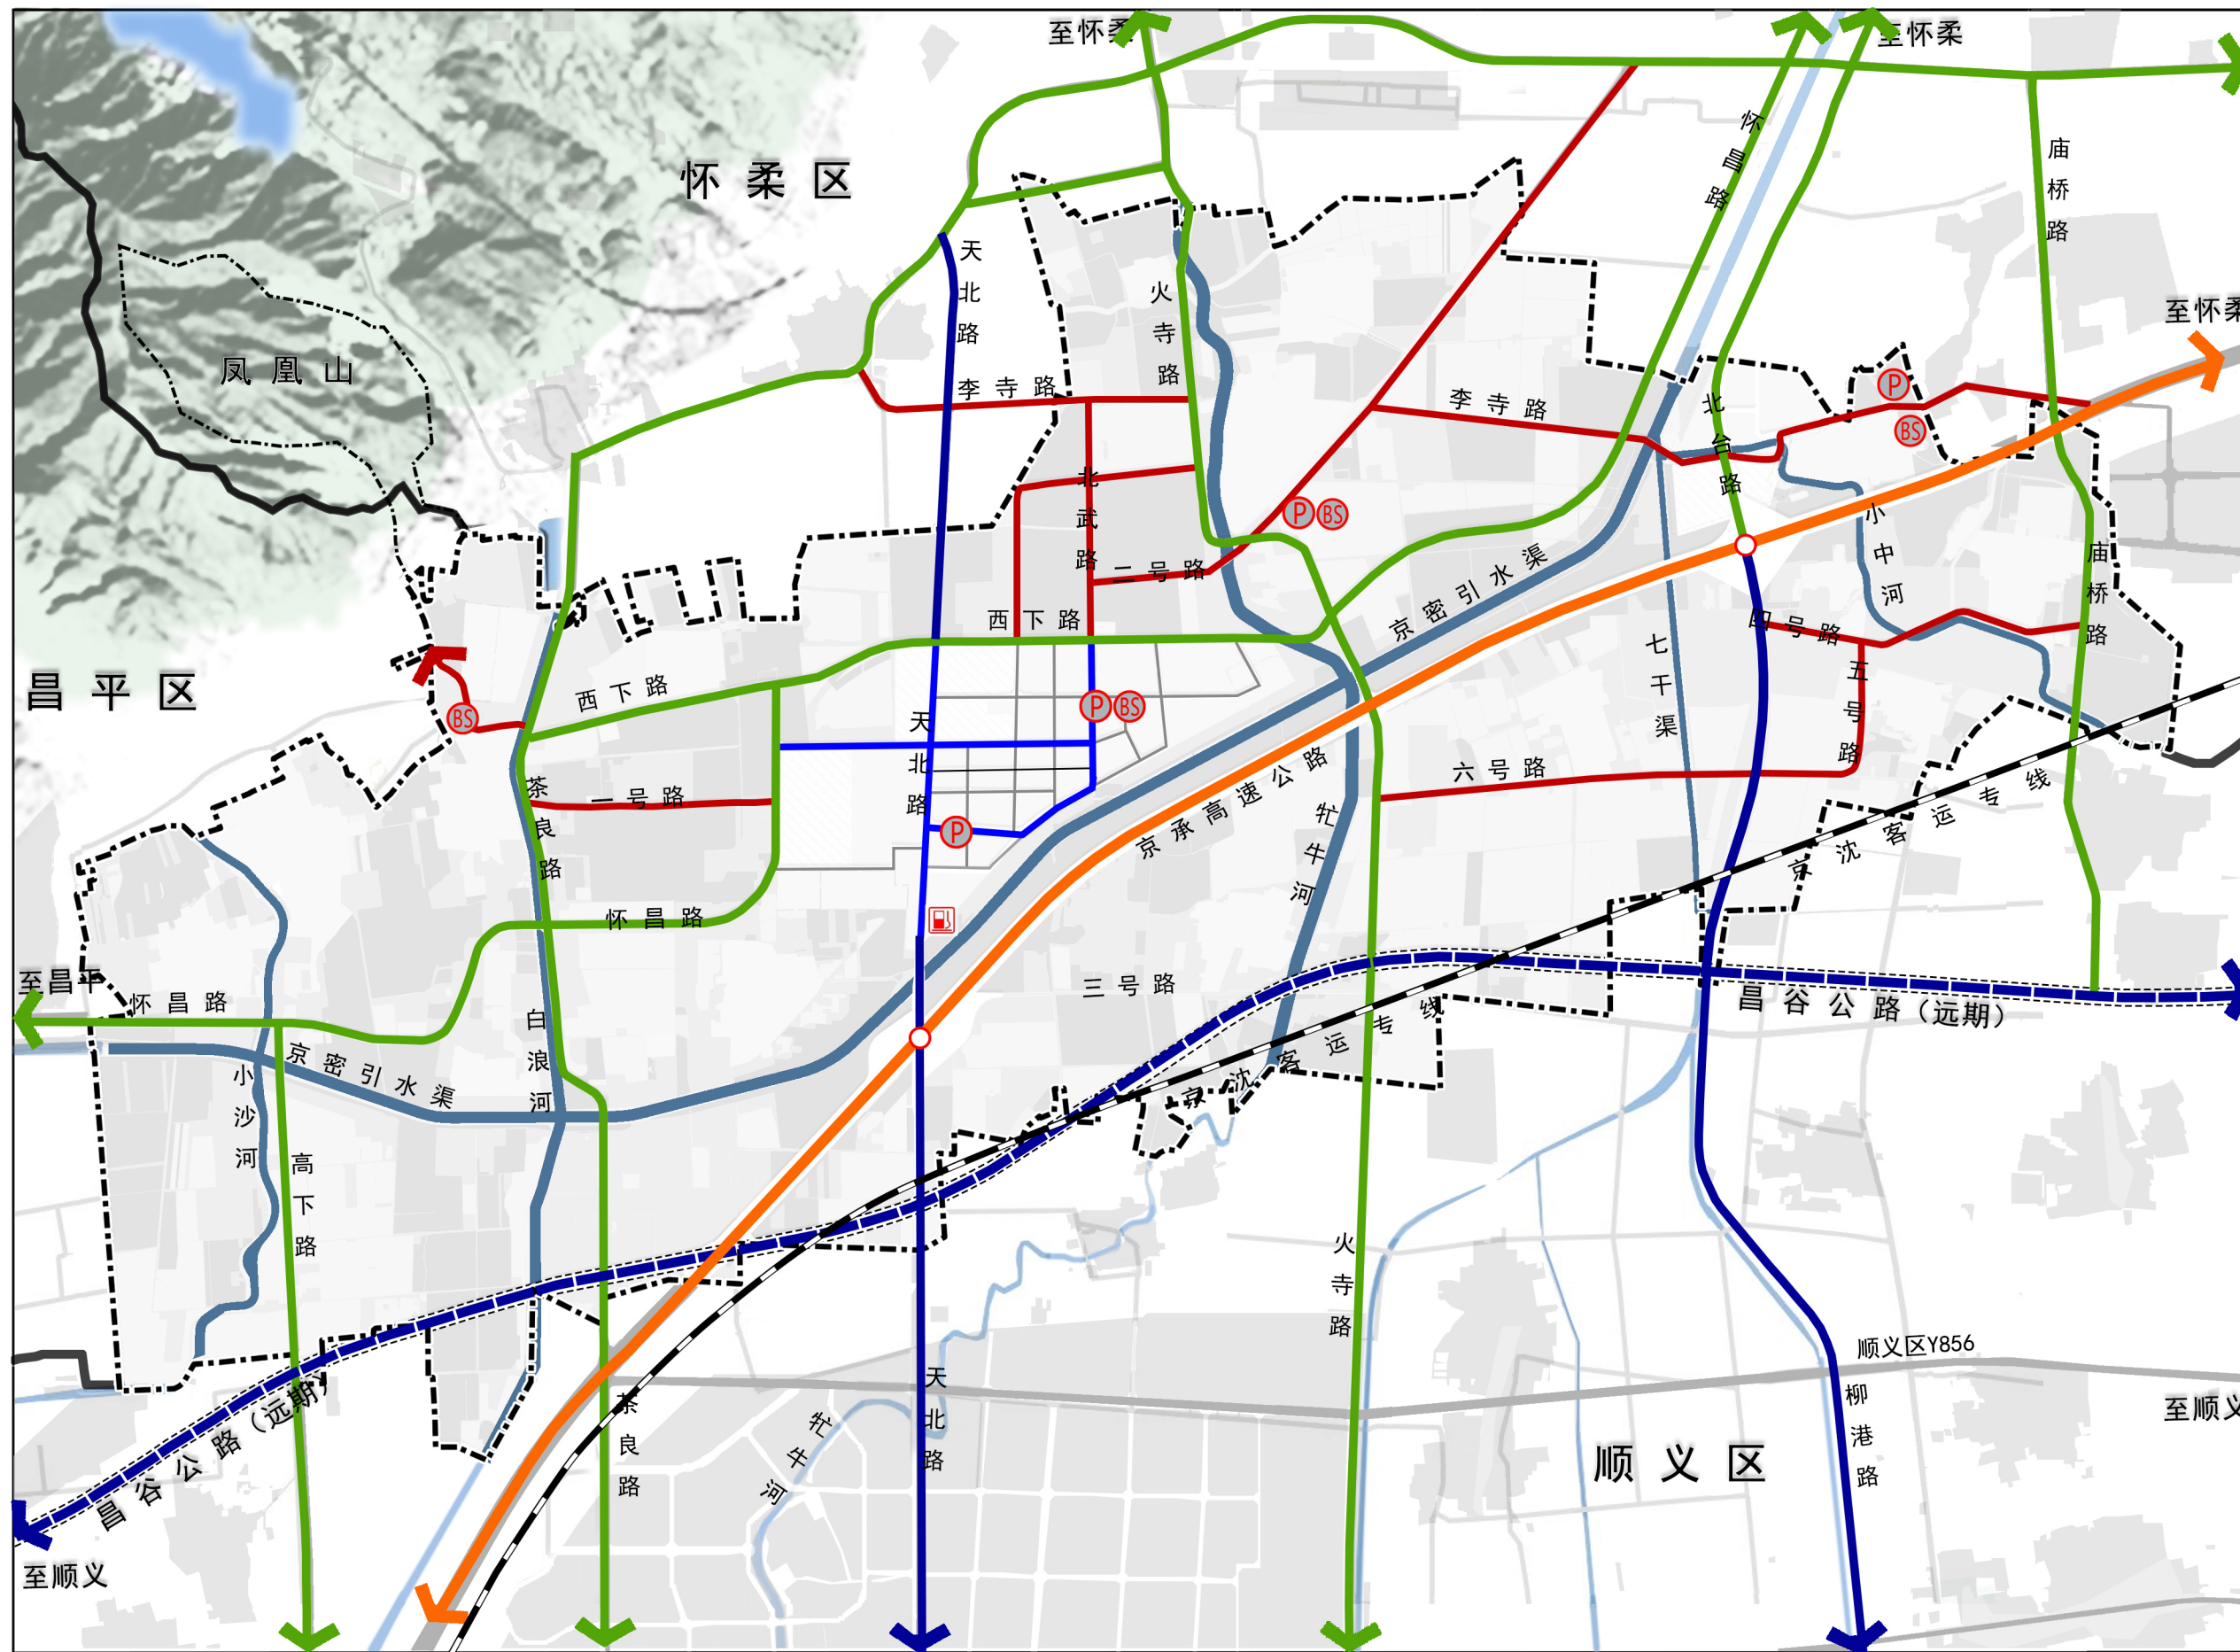 至怀柔
至怀柔
怀昌路
庙桥路
怀柔区
天北路
火寺路
至怀柔
凤凰山
李寺路
李寺路
北台路
P
BS
北武路
P
BS
小中河
二号路
京密引水渠
庙桥路
西下路
四号路
七干渠
五号路
昌平区
西下路
BS
P
BS
天北路
京承高速公路
六号路
茶良路
一号路
P
牤牛河
京沈客运专线
怀昌路
至昌平
怀昌路
三号路
白浪河
京密引水渠
小沙河
昌谷公路（远期）
京沈客运专线
高下路
火寺路
顺义区Y856
柳港路
至顺义
茶良路
天北路
牤牛河
顺义区
昌谷公路（远期）
至顺义